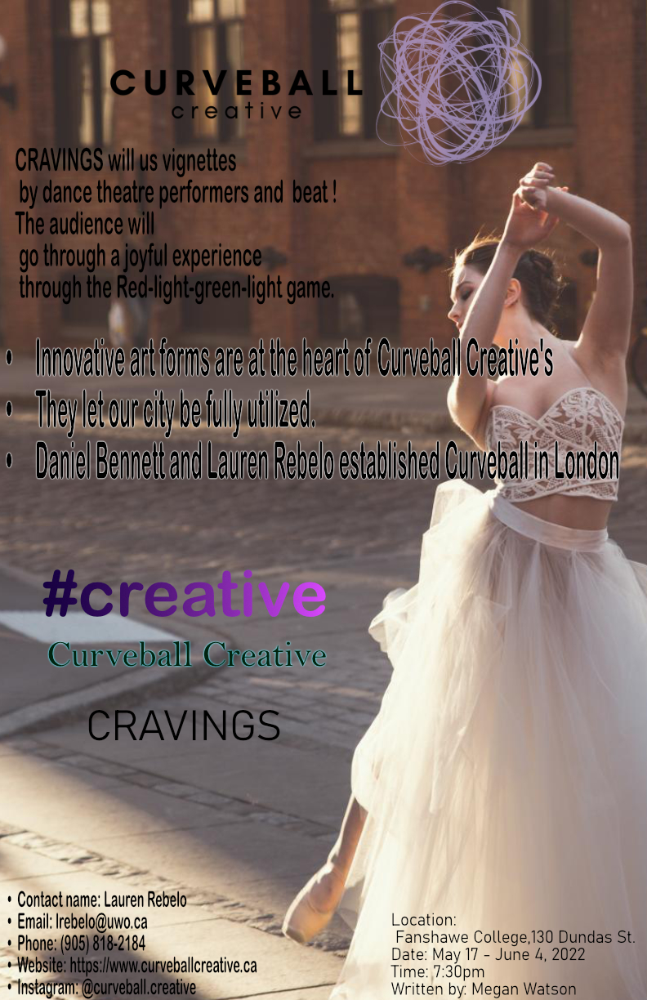 CURVEBALL
creative
CRAVINGS will us vignettes
by dance theatre performers and beat !
The audience will
go through a joyful experience
through the Red-light-green-light game.
• Innovative art forms are at the heart of Curveball Creative's
• They let our city be fully utilized.
• Daniel Bennett and Lauren Rebelo established Curveball in London
#creative
Curveball Creative
CRAVINGS
• Contact name: Lauren Rebelo
• Email: lrebelo@uwo.ca
• Phone: (905) 818-2184
• Website: https://www.curveballcreative.ca
• Instagram: @curveball.creative
Location:
Fanshawe College,130 Dundas St.
Date: May 17 - June 4, 2022
Time: 7:30pm
Written by: Megan Watson